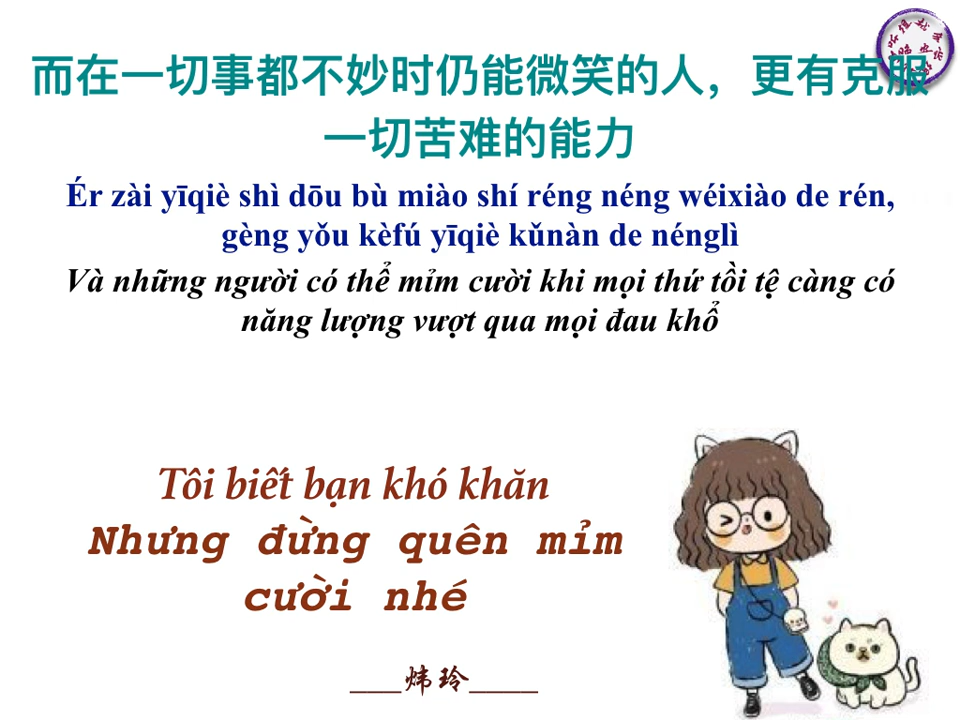 而在一切事都不妙时仍能微笑的人，更有克服
一切苦难的能力
Ér zài yīqiè shì dōu bù miào shí réng néng wéixiào de rén,
gèng yǒu kèfú yīqiè kǔnàn de nénglì
Và những người có thể mỉm cười khi mọi thứ tồi tệ càng có
năng lượng vượt qua mọi đau khổ
Tôi biết bạn khó khăn
Nhưng đừng quên mỉm
cười nhé
___炜玲____